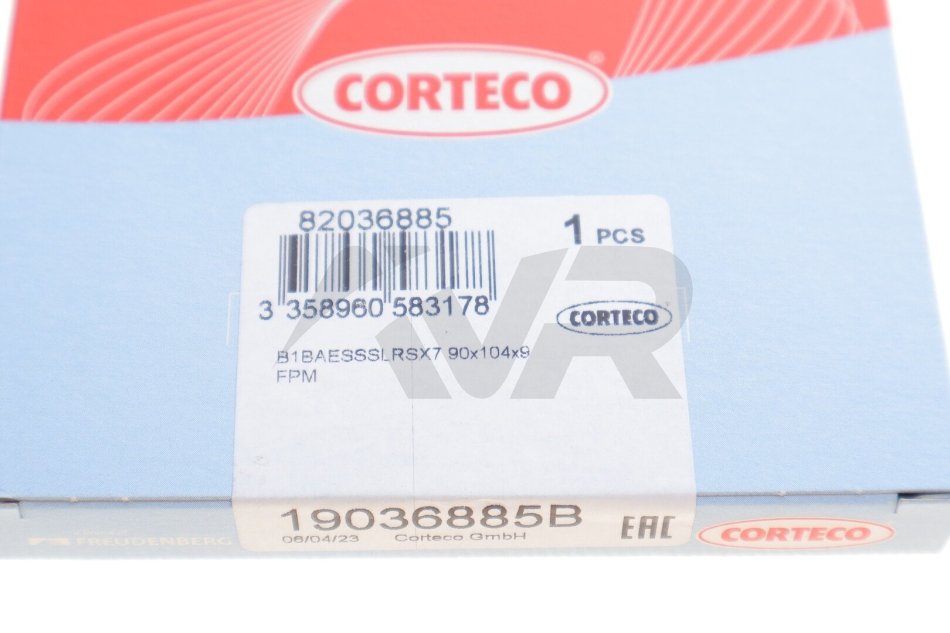 CORTECO®
82036885
1 PCS
3 358960 583178
CORTECO
B1BAESSSLRSX7 90x104x9
FPM
VR
19036885B
EAC
06/04/23 Corteco GmbH
CORTECO
FREUDENBERG